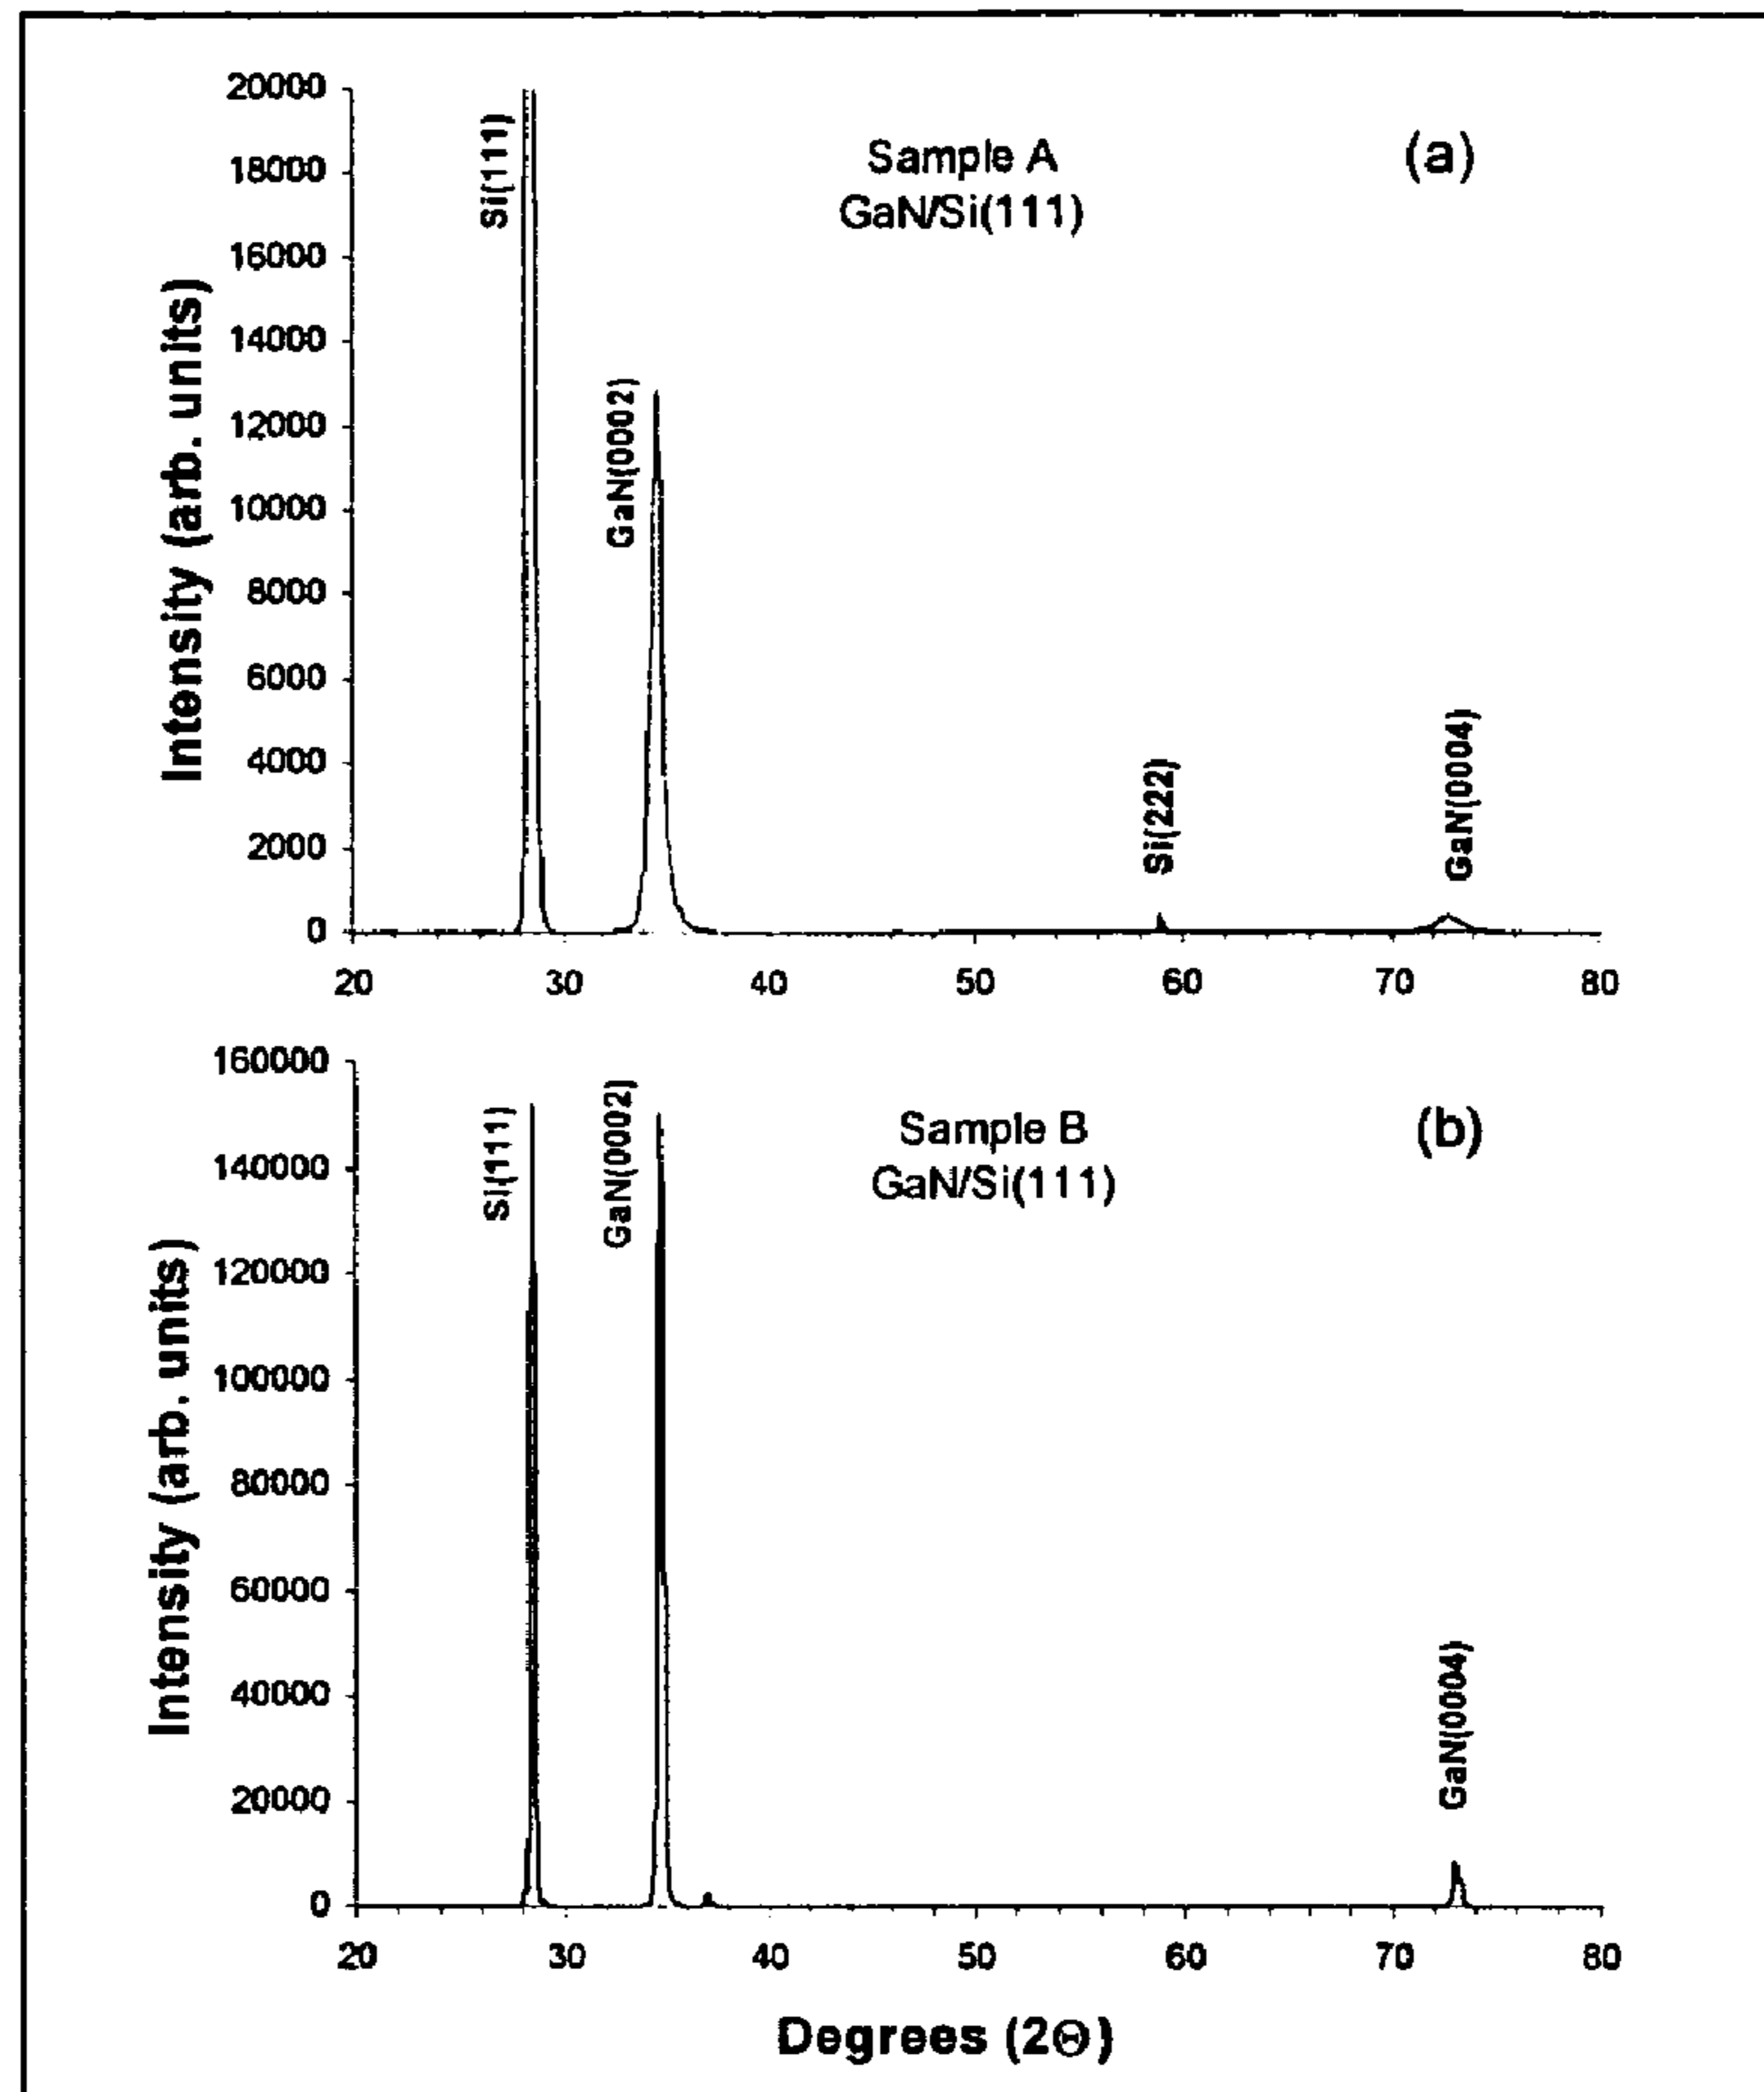 20000
18000
16000
14000
12000
10000
8000
6000
4000
2000
0
Intensity (arb. units)
Si(111)
GaN(0002)
Sample A
GaN/Si(111)
(a)
Si(222)
GaN(0004)
20 30 40 50 60 70 80
160000
140000
120000
100000
80000
60000
40000
20000
0
Intensity (arb. units)
Si(111)
GaN(0002)
Sample B
GaN/Si(111)
(b)
GaN(0004)
20 30 40 50 60 70 80
Degrees (2Θ)